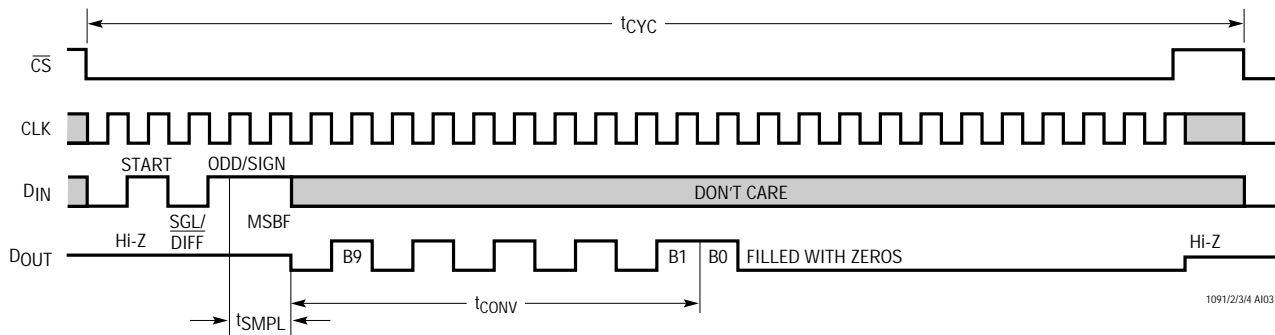 tCYC
CS
CLK
START
ODD/SIGN
DIN
DON'T CARE
SGL/
DIFF
MSBF
Hi-Z
DOUT
B9
B1
B0
FILLED WITH ZEROS
Hi-Z
tSMPL
tCONV
1091/2/3/4 AI03